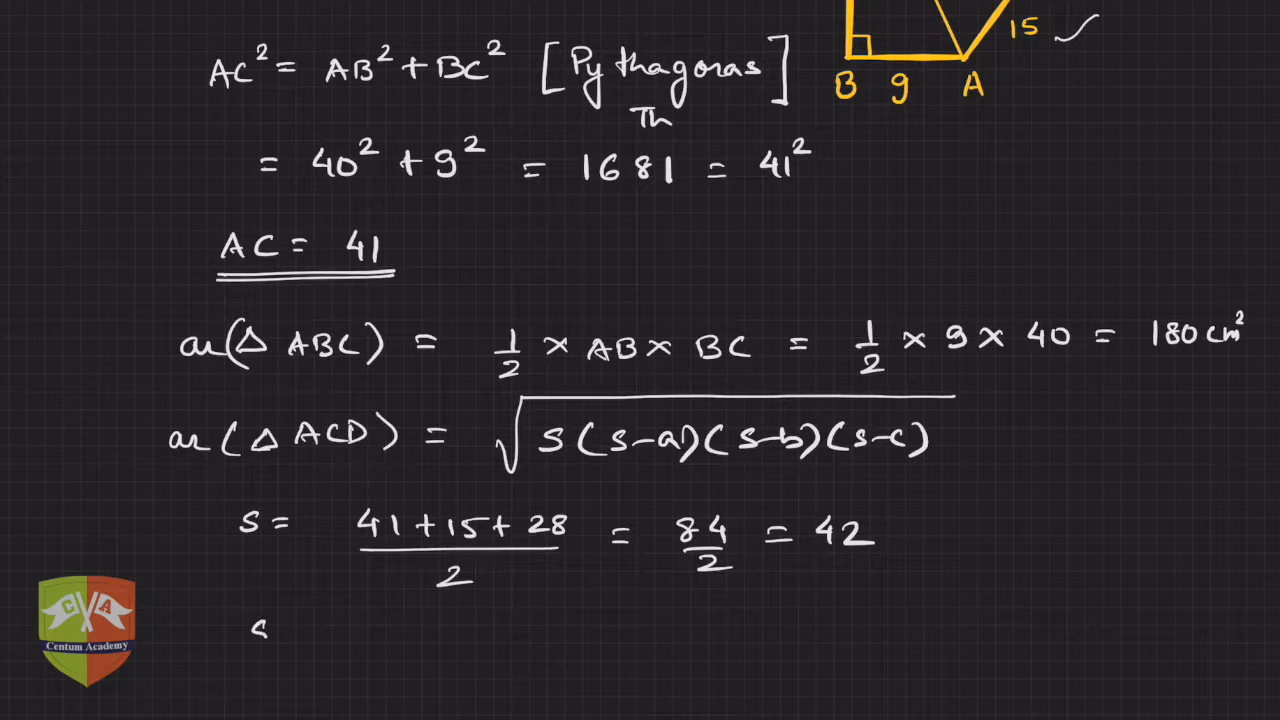 15
AC² = AB² + BC² [Pythagoras Th]
B 9 A
= 40² + 9² = 1681 = 41²
AC = 41
ar(Δ ABC) = 1/2 × AB × BC = 1/2 × 9 × 40 = 180 cm²
ar(Δ ACD) = √s(s-a)(s-b)(s-c)
s = 41+15+28/2 = 84/2 = 42
s
C A
Centum Academy